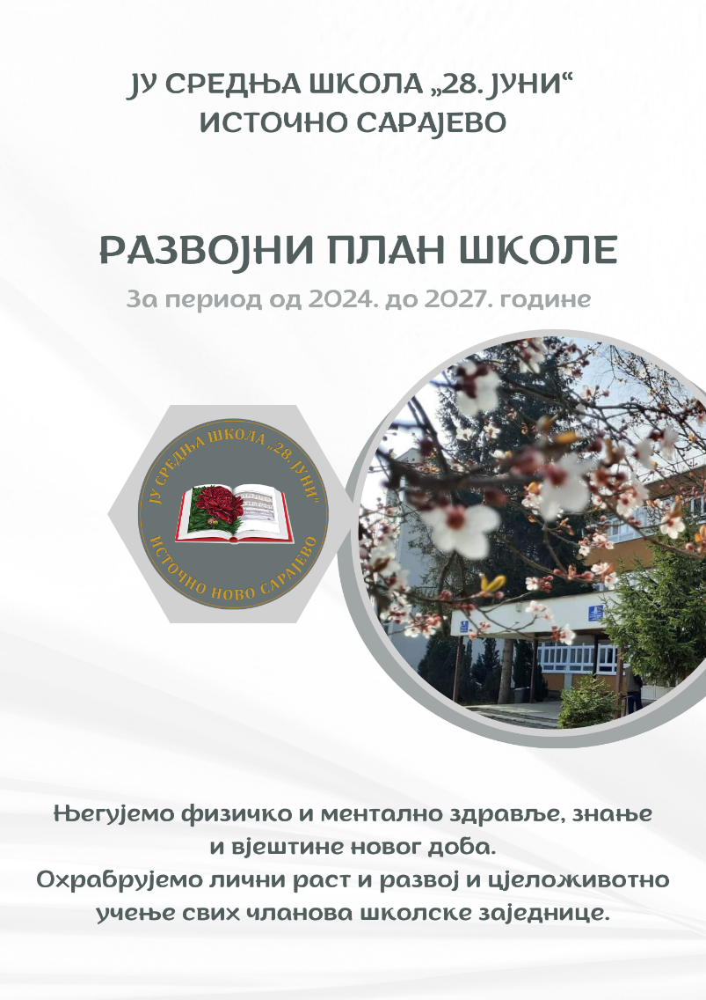 ЈУ СРЕДЊА ШКОЛА „28. ЈУНИ“
ИСТОЧНО САРАЈЕВО
РАЗВОЈНИ ПЛАН ШКОЛЕ
За период од 2024. до 2027. године
ЈУ СРЕДЊА ШКОЛА „28. ЈУНИ“
ИСТОЧНО НОВО САРАЈЕВО
Његујемо физичко и ментално здравље, знање
и вјештине новог доба.
Охрабрујемо лични раст и развој и цјеложивотно
учење свих чланова школске заједнице.